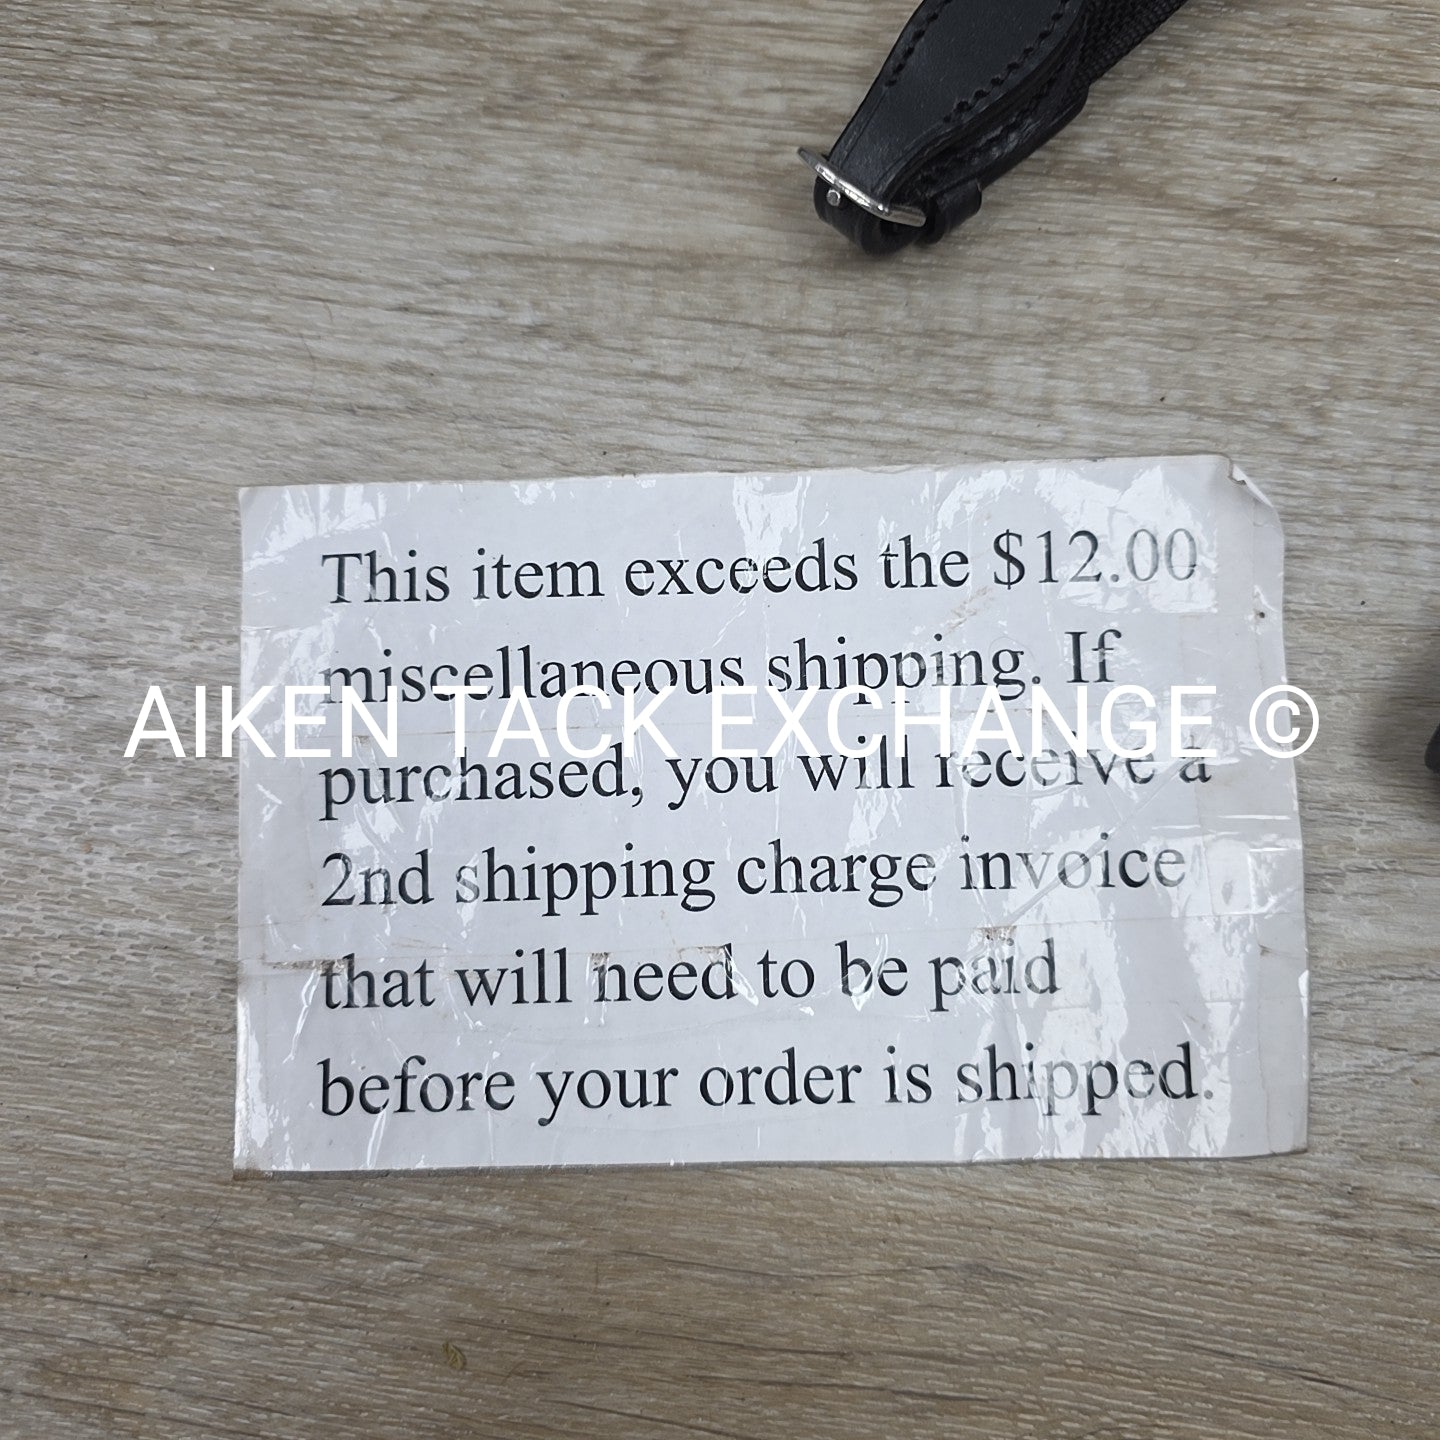 This item exceeds the $12.00
miscellaneous shipping. If
AIKEN TACK EXCHANGE ©
purchased, you will receive a
2nd shipping charge invoice
that will need to be paid
before your order is shipped.